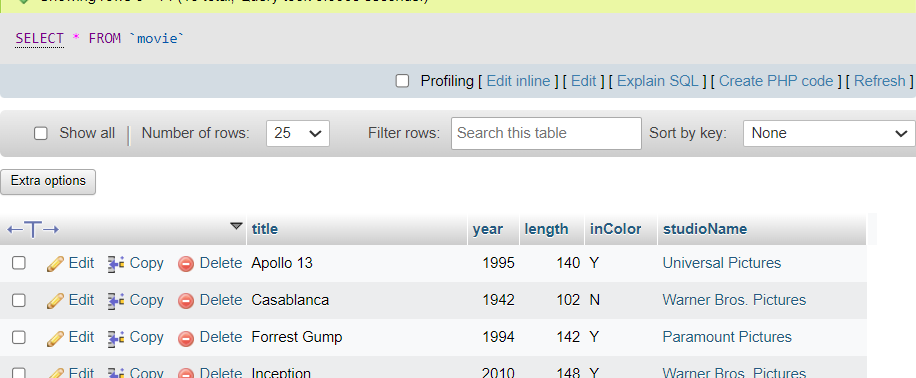 SELECT * FROM `movie`
Profiling [ Edit inline ] [ Edit ] [ Explain SQL ] [ Create PHP code ] [ Refresh ]
Show all | Number of rows: 25 Filter rows: Search this table Sort by key: None
Extra options
title year length inColor studioName
Edit Copy Delete Apollo 13 1995 140 Y Universal Pictures
Edit Copy Delete Casablanca 1942 102 N Warner Bros. Pictures
Edit Copy Delete Forrest Gump 1994 142 Y Paramount Pictures
Edit Copy Delete Inception 2010 148 Y Warner Bros. Pictures